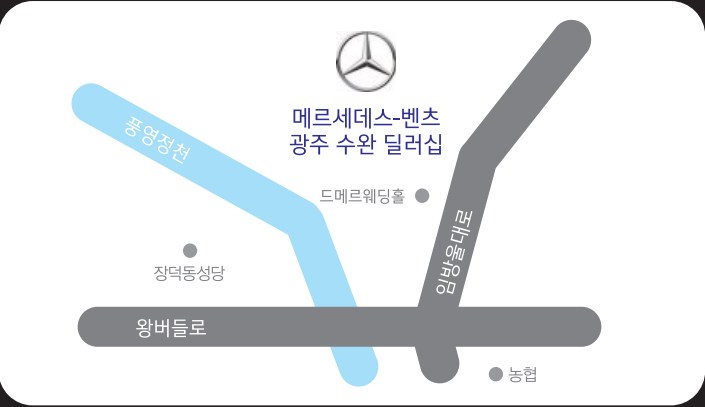 메르세데스-벤츠
광주 수완 딜러십
풍영정천
드메르웨딩홀
임방울대로
장덕동성당
왕버들로
농협